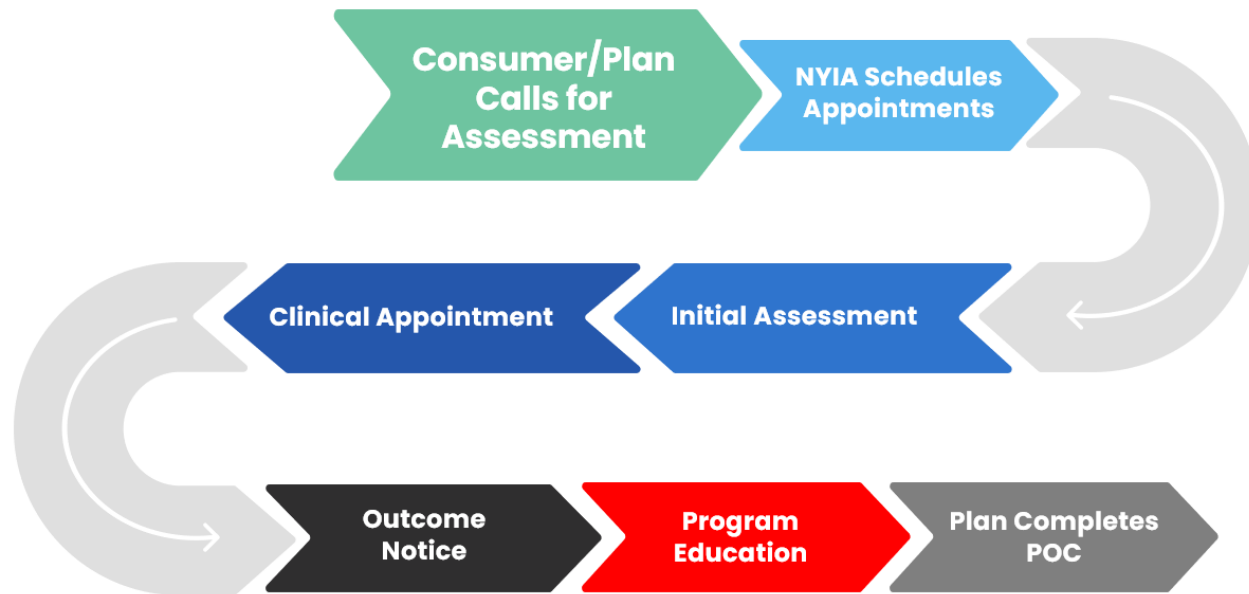 Consumer/Plan
Calls for
Assessment
NYIA Schedules
Appointments
Initial Assessment
Clinical Appointment
Outcome
Notice
Program
Education
Plan Completes
POC